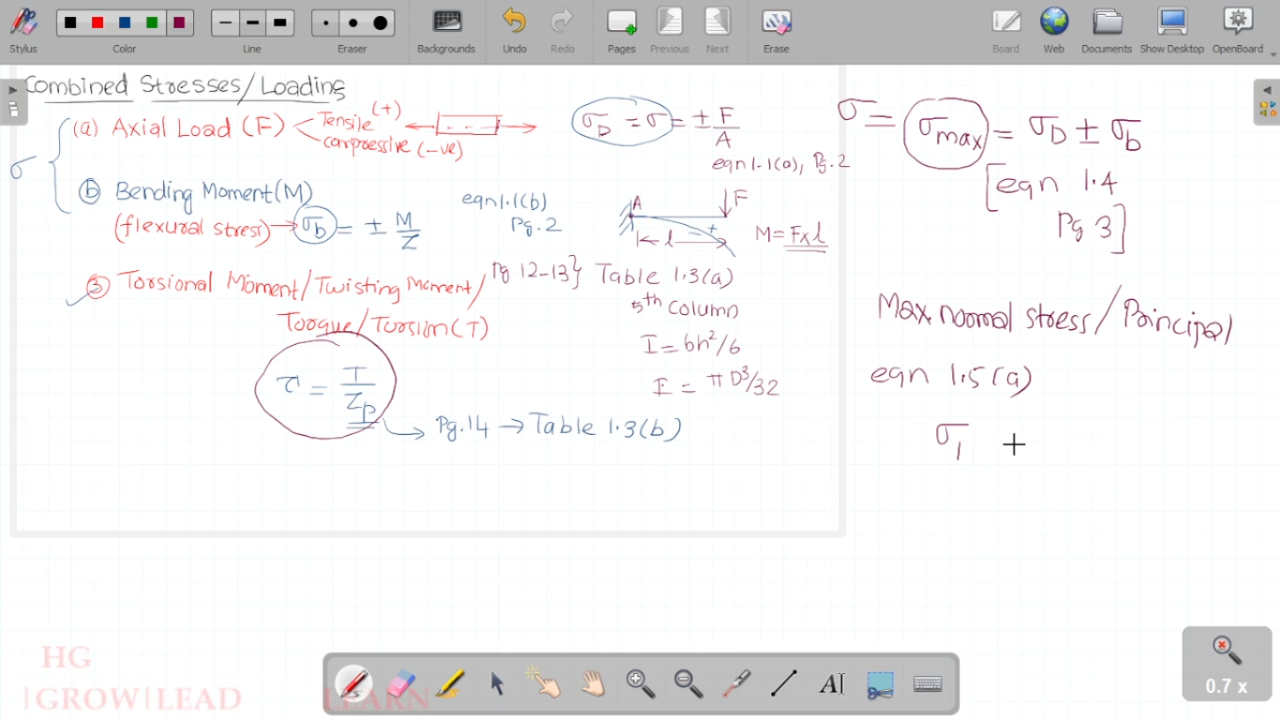 Stylus Color Line Eraser Backgrounds Undo Redo Pages Previous Next Erase Board Web Documents Show Desktop OpenBoard
Combined Stresses/Loading
(a) Axial Load (F) < Tensile (+)
compressive (-ve)
σD = σ = ± F/A
eqn 1.1(a), Pg.2
σ
(b) Bending Moment(M)
(flexural stress) → σb = ± M/Z
eqn 1.1(b)
Pg.2
A
F
l
- +
M = F×l
(3) Torsional Moment/Twisting Moment/
Torque/Torsion(T)
Pg 12-13} Table 1.3(a)
5th Column
I = bh²/6
I = πD³/32
τ = T/Zp
→ Pg.14 → Table 1.3(b)
σ = σmax = σD ± σb
[eqn 1.4
Pg 3]
Max normal stress/Principal
eqn 1.5(a)
σ1
HG
|GROW|LEAD LEARN
0.7 x